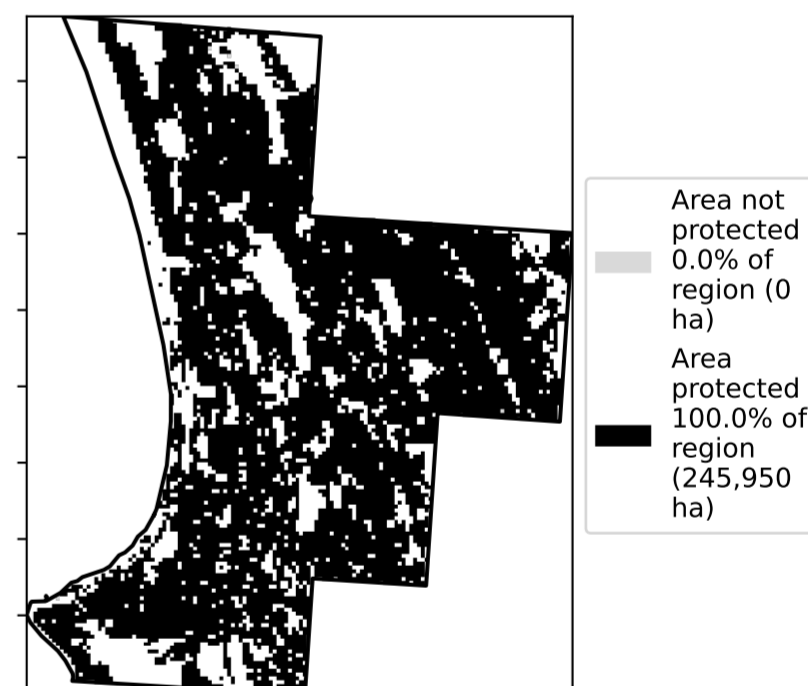 Area not
protected
0.0% of
region (0
ha)
Area
protected
100.0% of
region
(245,950
ha)